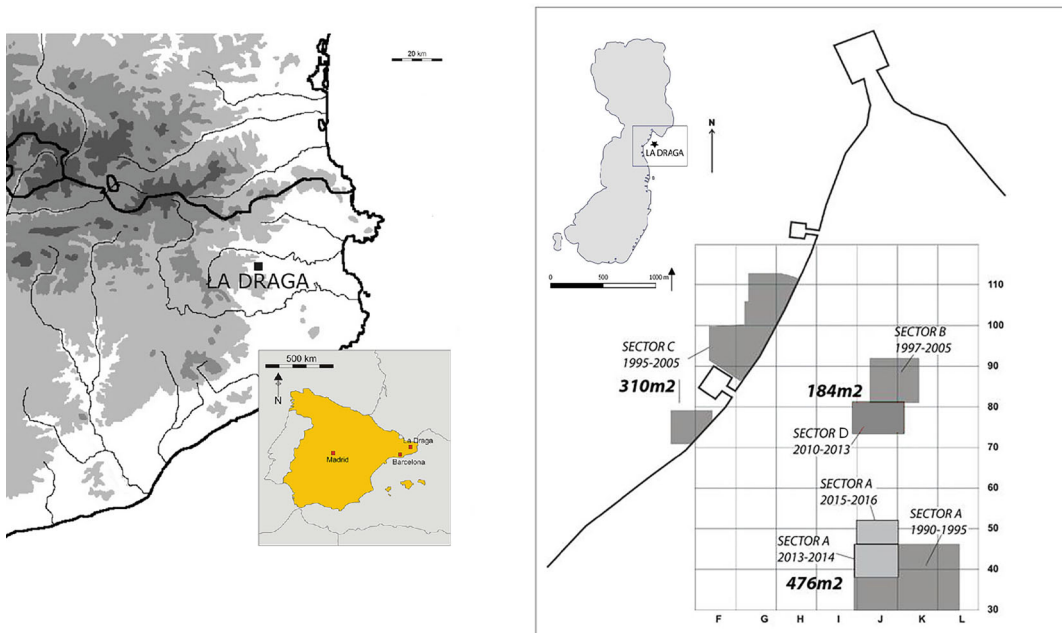 20 km
LA DRAGA
500 km
N
La Draga
Madrid
Barcelona
N
LA DRAGA
0 500 1000 m
110
100
90
80
70
60
50
40
30
SECTOR C
1995-2005
310m2
SECTOR B
1997-2005
184m2
SECTOR D
2010-2013
SECTOR A
2015-2016
SECTOR A
1990-1995
SECTOR A
2013-2014
476m2
F G H I J K L